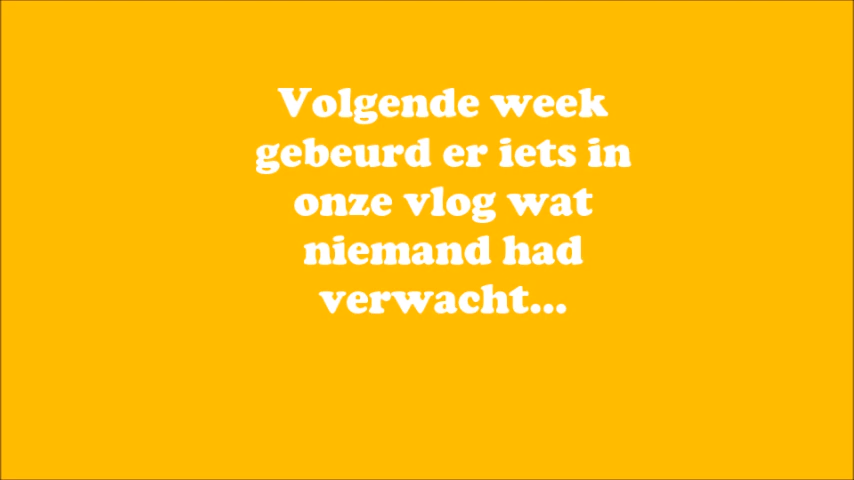 Volgende week
gebeurd er iets in
onze vlog wat
niemand had
verwacht...